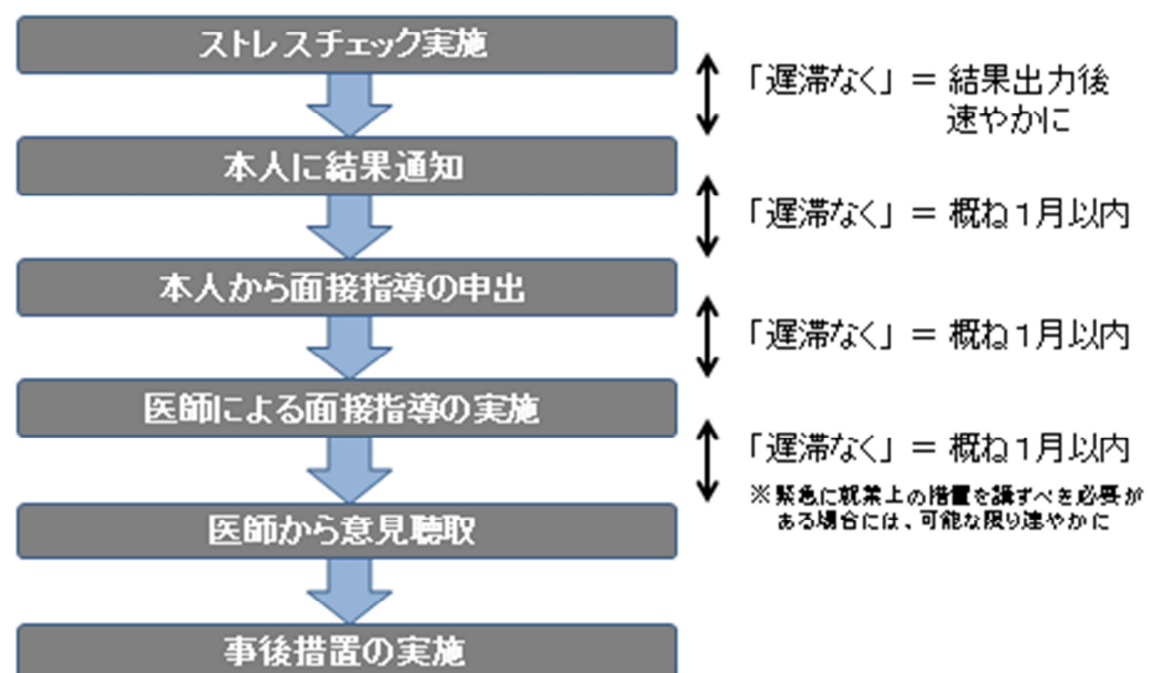 ストレスチェック実施
「遅滞なく」 = 結果出力後
速やかに
本人に結果通知
「遅滞なく」 = 概ね1月以内
本人から面接指導の申出
「遅滞なく」 = 概ね1月以内
医師による面接指導の実施
「遅滞なく」 = 概ね1月以内
※緊急に就業上の措置を講ずべき必要が
ある場合には、可能な限り速やかに
医師から意見聴取
事後措置の実施